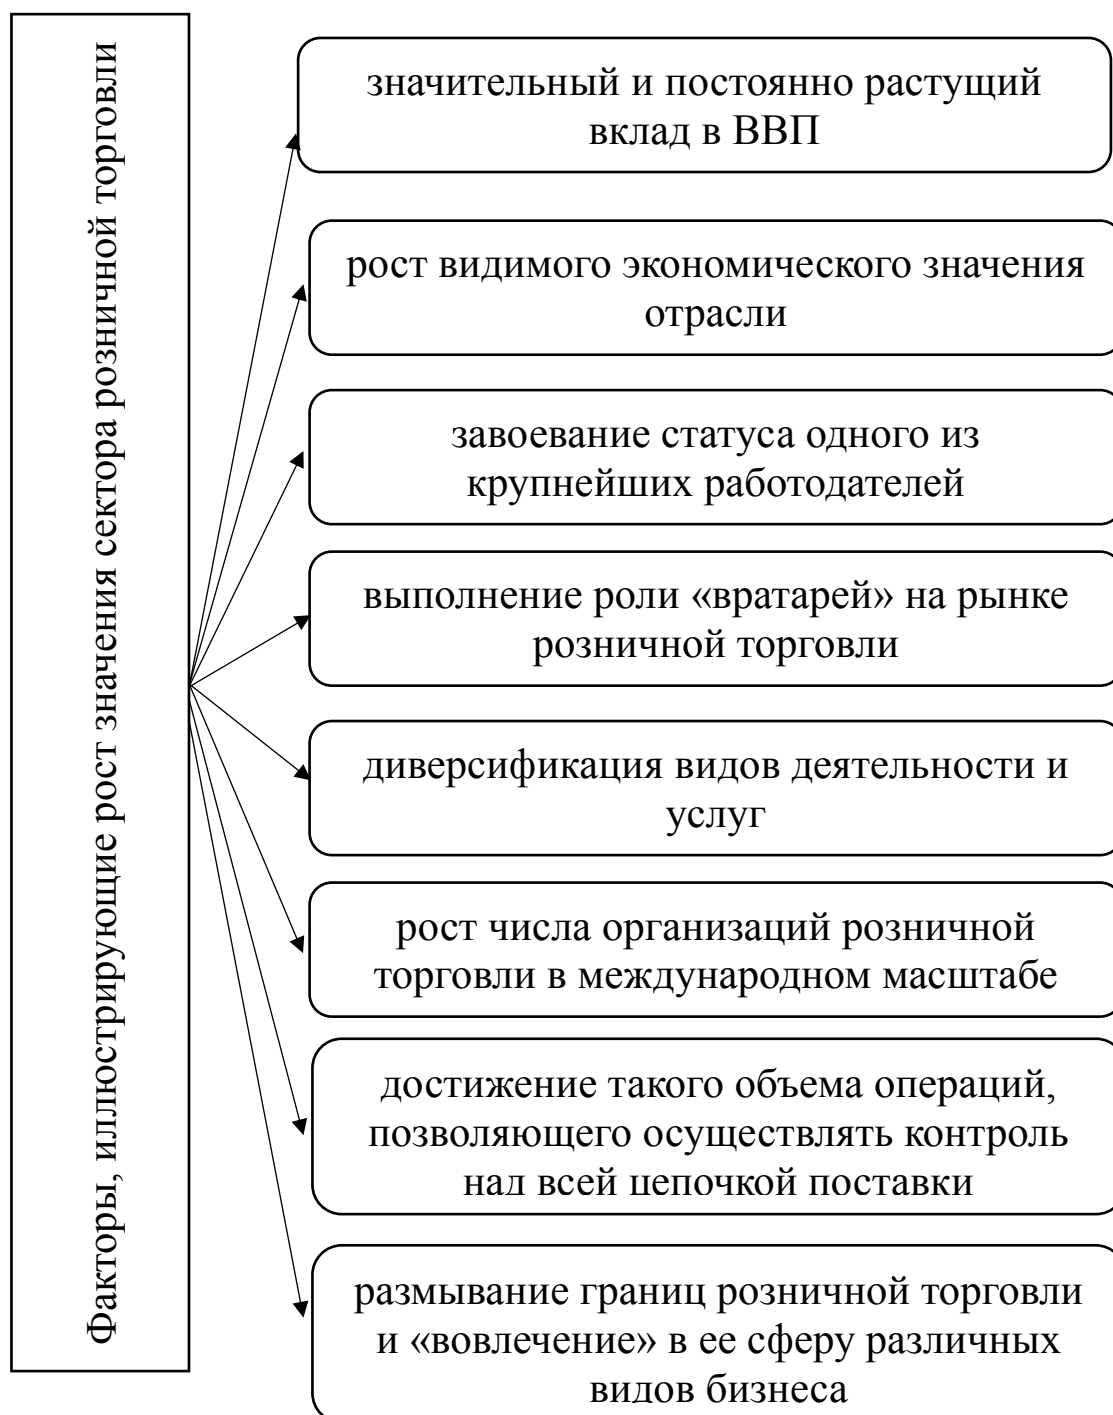 Факторы, иллюстрирующие рост значения сектора розничной торговли
значительный и постоянно растущий
вклад в ВВП
рост видимого экономического значения
отрасли
завоевание статуса одного из
крупнейших работодателей
выполнение роли «вратарей» на рынке
розничной торговли
диверсификация видов деятельности и
услуг
рост числа организаций розничной
торговли в международном масштабе
достижение такого объема операций,
позволяющего осуществлять контроль
над всей цепочкой поставки
размывание границ розничной торговли
и «вовлечение» в ее сферу различных
видов бизнеса